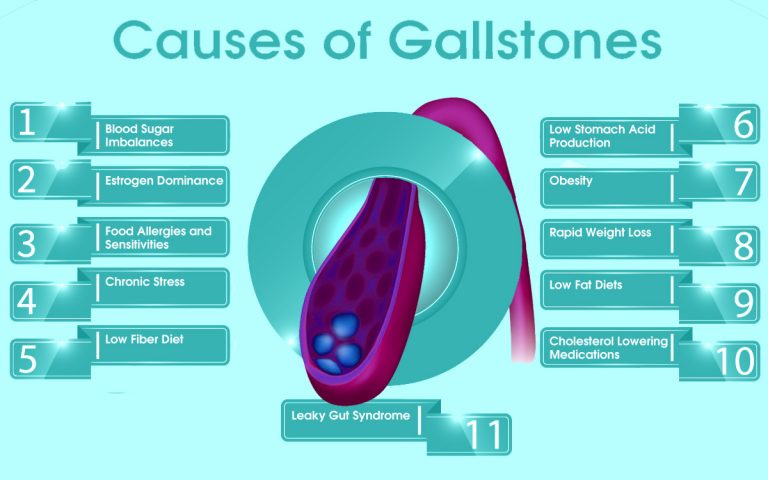 Causes of Gallstones
1
Blood Sugar
Imbalances
2
Estrogen Dominance
3
Food Allergies and
Sensitivities
4
Chronic Stress
5
Low Fiber Diet
Low Stomach Acid
Production
6
Obesity
7
Rapid Weight Loss
8
Low Fat Diets
9
Cholesterol Lowering
Medications
10
Leaky Gut Syndrome
11